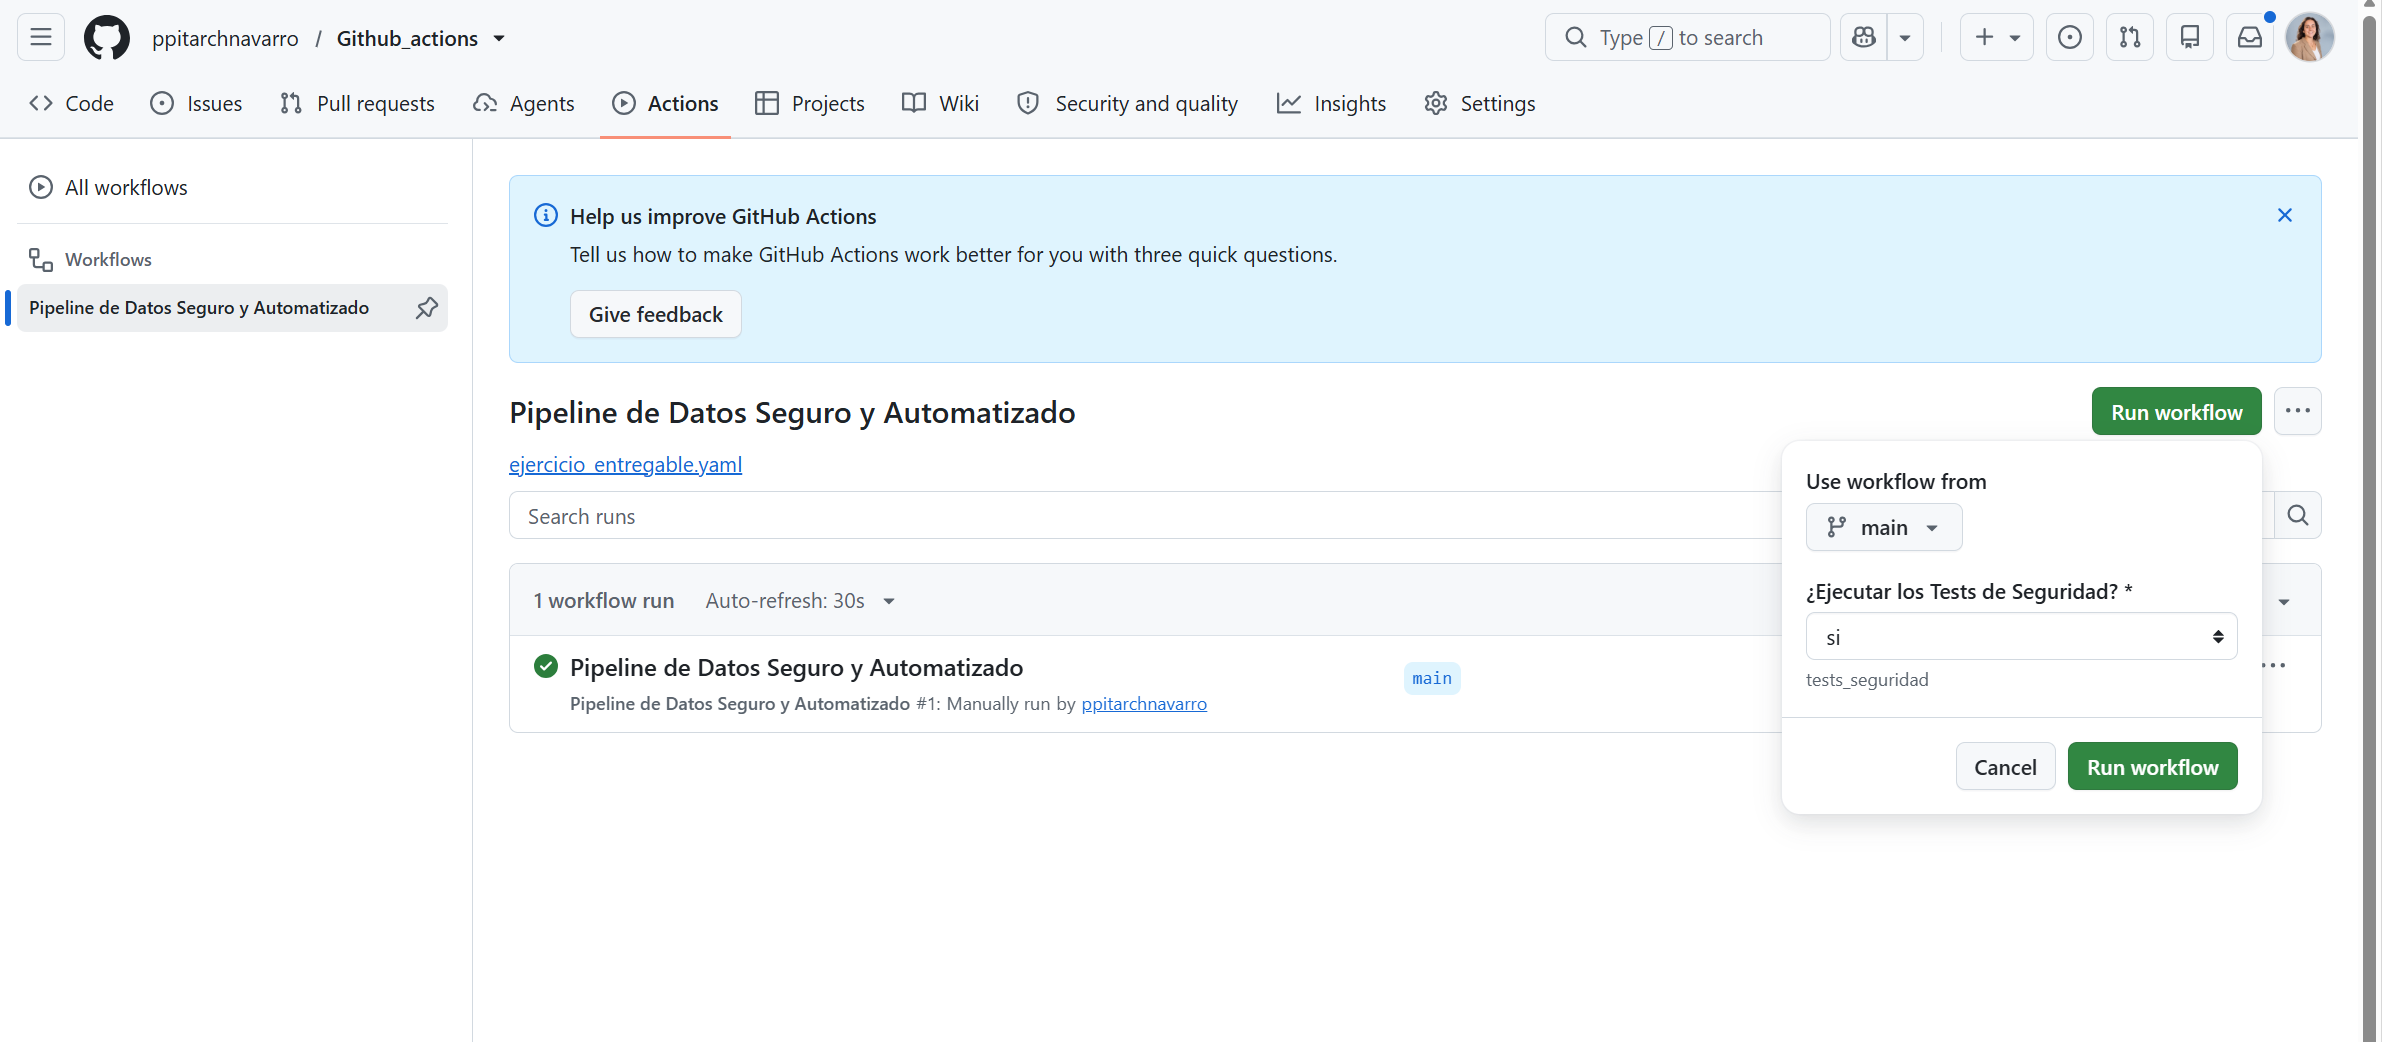 ppitarchnavarro / Github_actions
Type / to search
Code
Issues
Pull requests
Agents
Actions
Projects
Wiki
Security and quality
Insights
Settings
All workflows
Workflows
Pipeline de Datos Seguro y Automatizado
Help us improve GitHub Actions
Tell us how to make GitHub Actions work better for you with three quick questions.
Give feedback
Pipeline de Datos Seguro y Automatizado
Run workflow
ejercicio_entregable.yaml
Search runs
1 workflow run
Auto-refresh: 30s
Pipeline de Datos Seguro y Automatizado
Pipeline de Datos Seguro y Automatizado #1: Manually run by ppitarchnavarro
main
Use workflow from
main
¿Ejecutar los Tests de Seguridad? *
si
tests_seguridad
Cancel
Run workflow